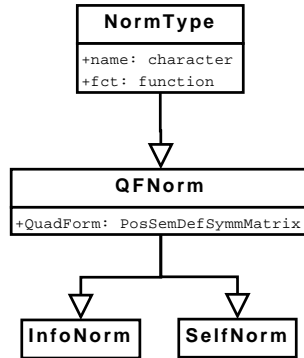 NormType
+name: character
+fct: function
QFNorm
+QuadForm: PosSemDefSymmMatrix
InfoNorm
SelfNorm